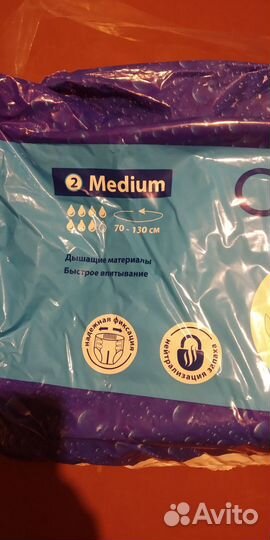 2 Medium
70 - 130 см
Дышащие материалы
Быстрое впитывание
надежная фиксация
нейтрализация запаха
Avito